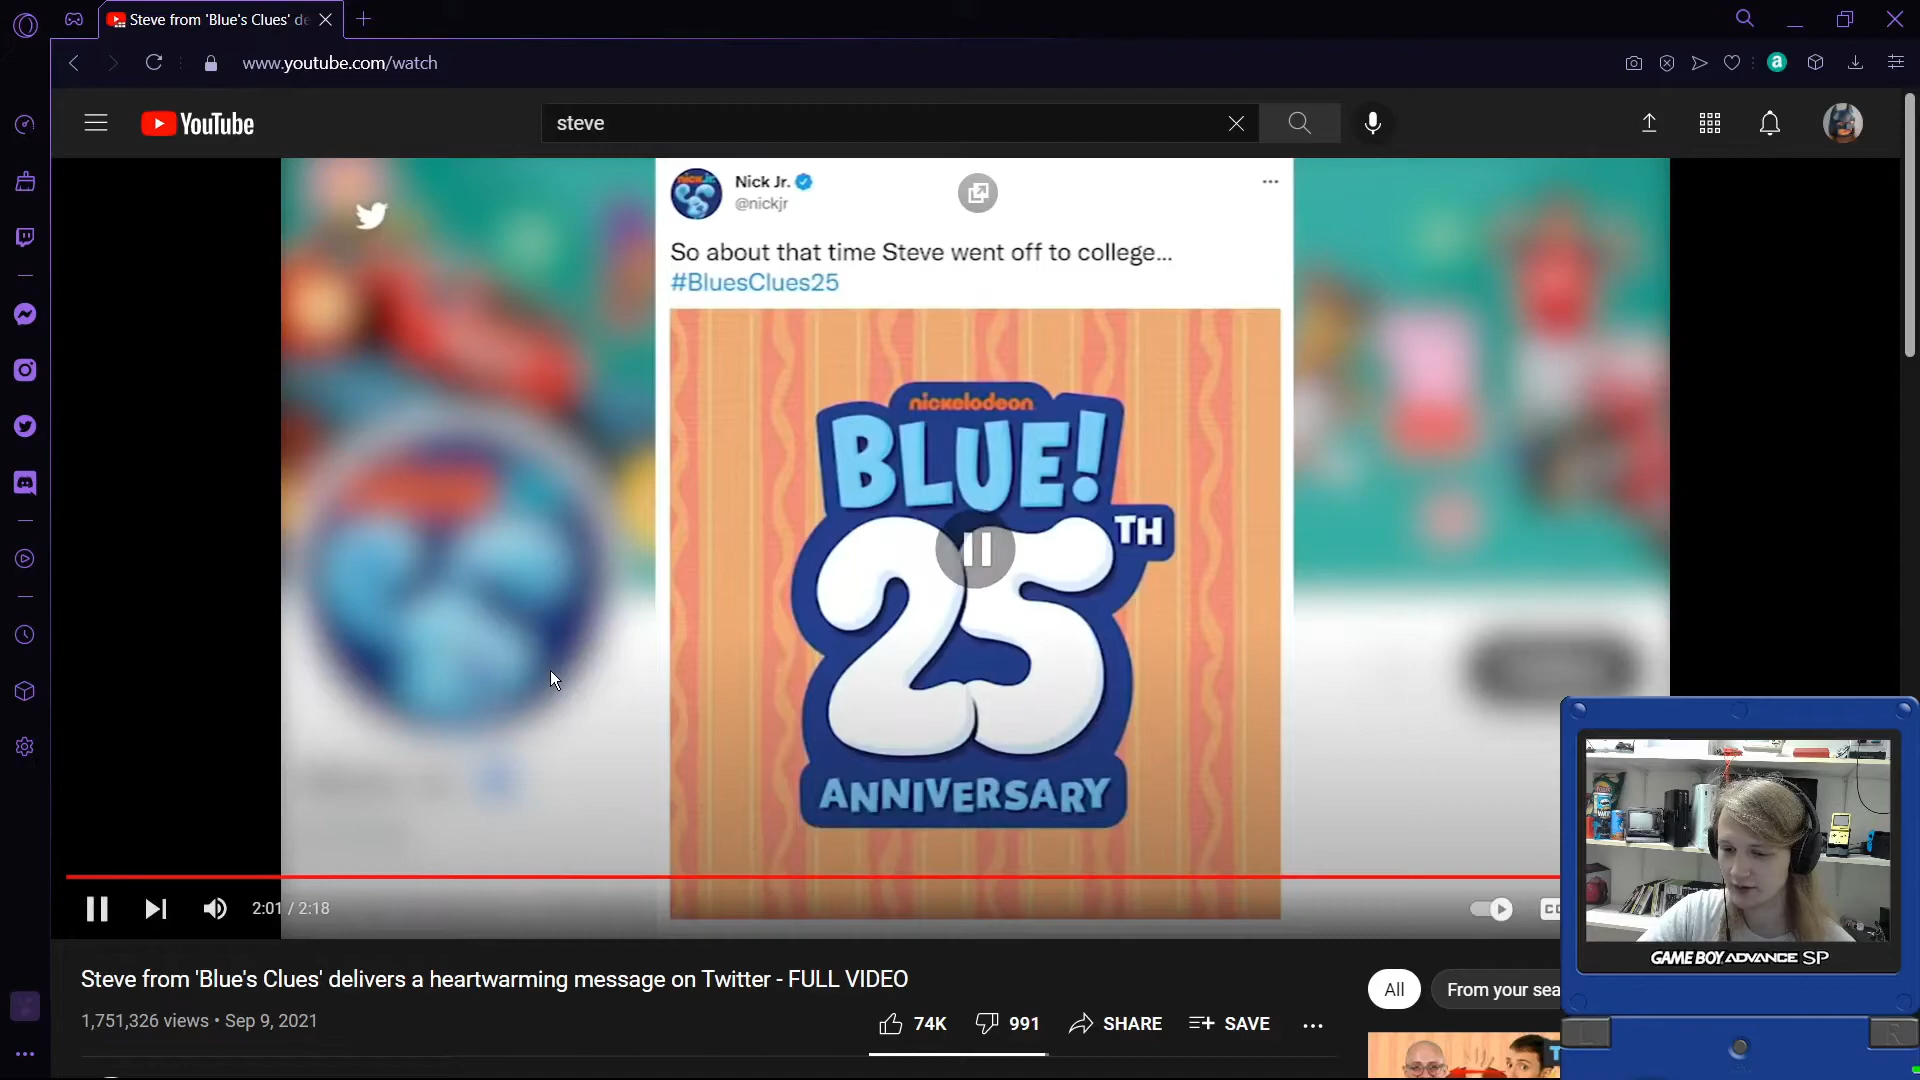 Steve from 'Blue's Clues' de
www.youtube.com/watch
YouTube
steve
Nick Jr.
@nickjr
So about that time Steve went off to college...
#BluesClues25
nickelodeon
BLUE!
25TH
ANNIVERSARY
2:01 / 2:18
Steve from 'Blue's Clues' delivers a heartwarming message on Twitter - FULL VIDEO
1,751,326 views • Sep 9, 2021
74K
991
SHARE
SAVE
All
From your sea
GAME BOY ADVANCE SP
L
R